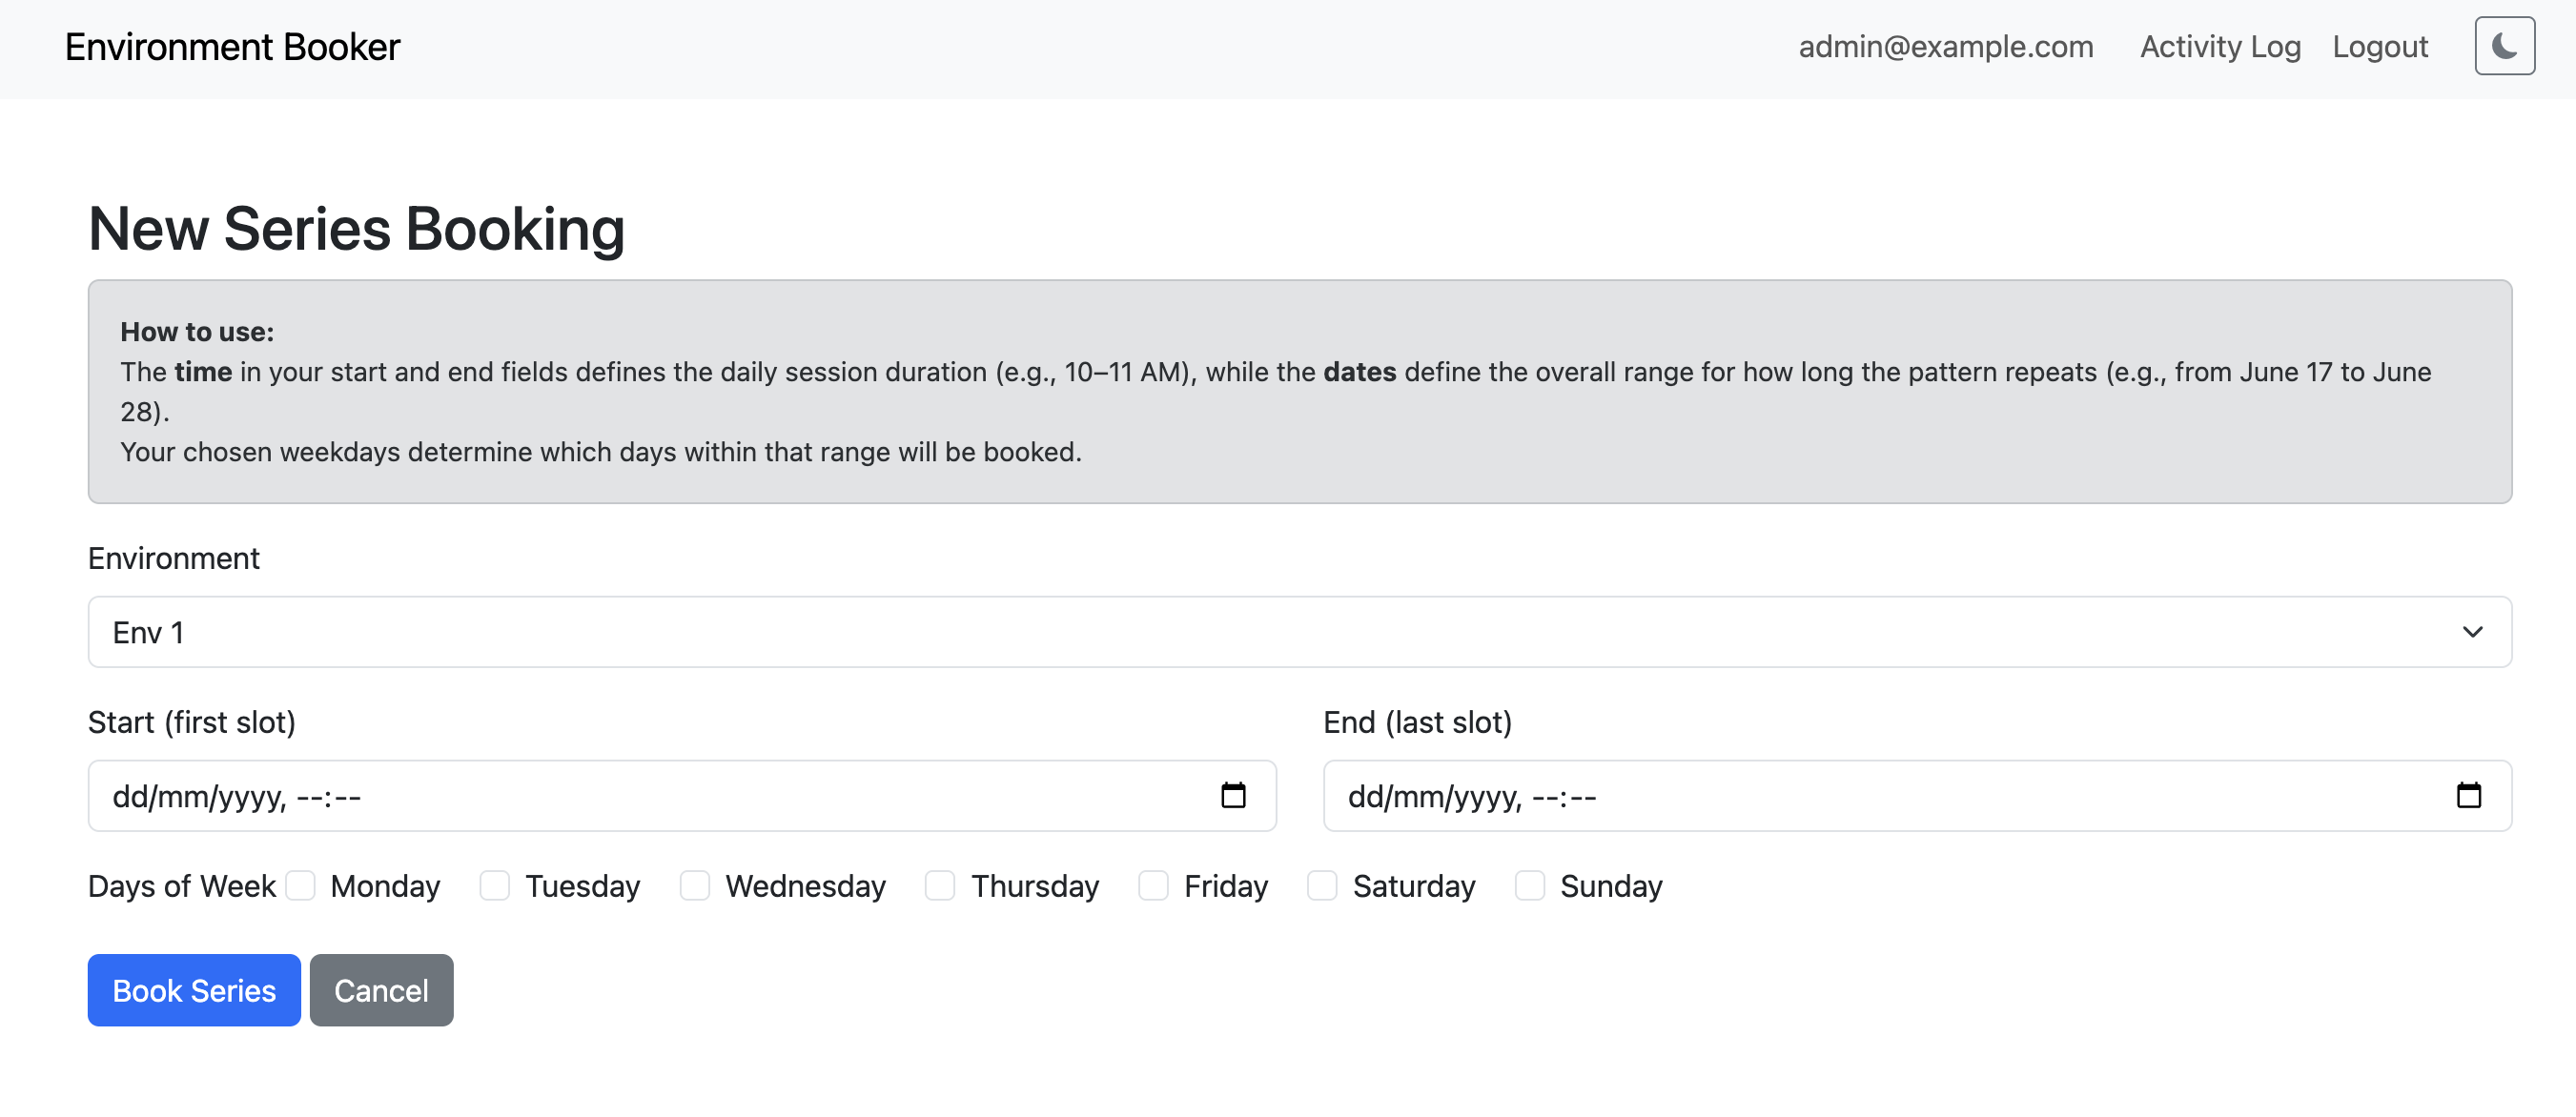 Environment Booker
admin@example.com Activity Log Logout
New Series Booking
How to use:
The time in your start and end fields defines the daily session duration (e.g., 10–11 AM), while the dates define the overall range for how long the pattern repeats (e.g., from June 17 to June
28).
Your chosen weekdays determine which days within that range will be booked.
Environment
Env 1
Start (first slot)
dd/mm/yyyy, --:--
End (last slot)
dd/mm/yyyy, --:--
Days of Week Monday Tuesday Wednesday Thursday Friday Saturday Sunday
Book Series Cancel